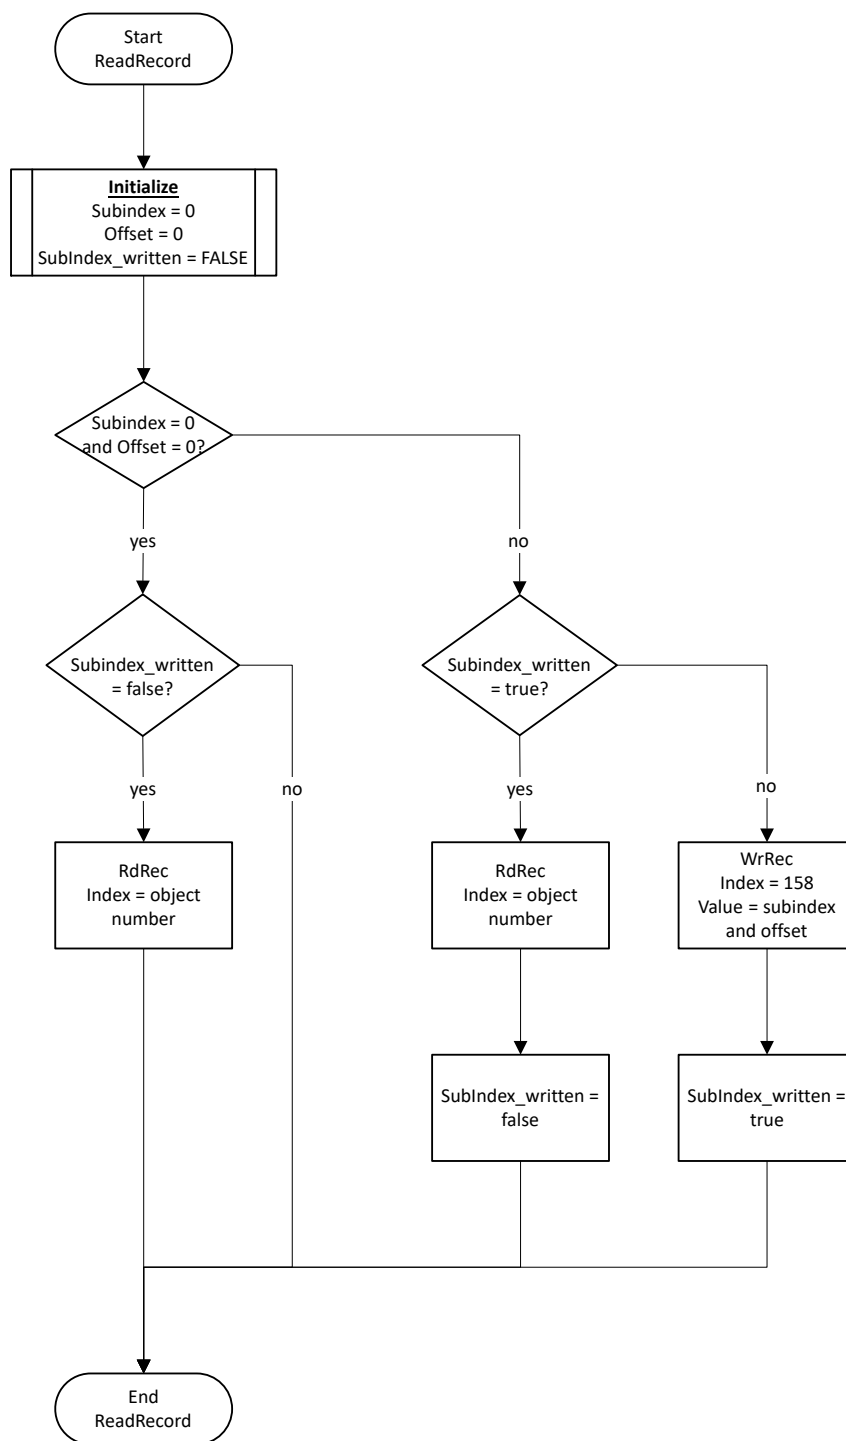 Start
ReadRecord
Initialize
Subindex = 0
Offset = 0
SubIndex_written = FALSE
Subindex = 0
and Offset = 0?
yes
no
Subindex_written
= false?
Subindex_written
= true?
yes
no
yes
no
RdRec
Index = object
number
RdRec
Index = object
number
WrRec
Index = 158
Value = subindex
and offset
SubIndex_written =
false
SubIndex_written =
true
End
ReadRecord